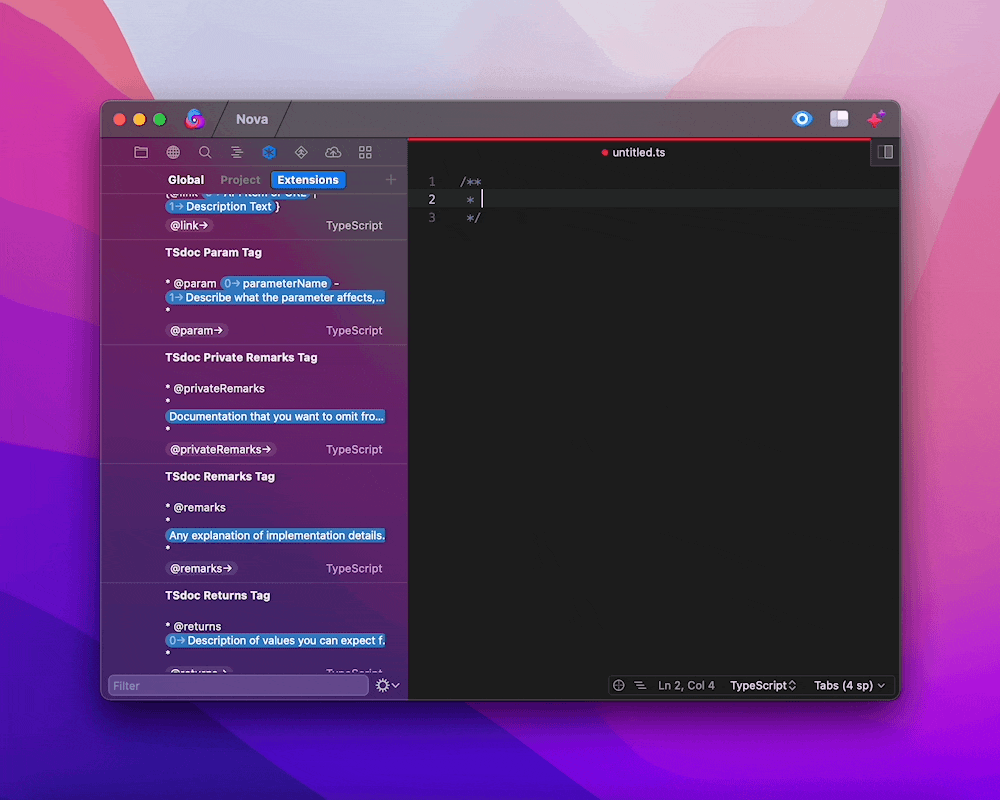 Nova
untitled.ts
Global Project Extensions +
1→ Description Text }
@link→ TypeScript
TSdoc Param Tag
* @param 0→ parameterName -
1→ Describe what the parameter affects,...
*
@param→ TypeScript
TSdoc Private Remarks Tag
* @privateRemarks
*
Documentation that you want to omit fro...
*
@privateRemarks→ TypeScript
TSdoc Remarks Tag
* @remarks
*
Any explanation of implementation details.
*
@remarks→ TypeScript
TSdoc Returns Tag
* @returns
0→ Description of values you can expect f.
*
Filter
1 /**
2 *
3 */
Ln 2, Col 4 TypeScript Tabs (4 sp)